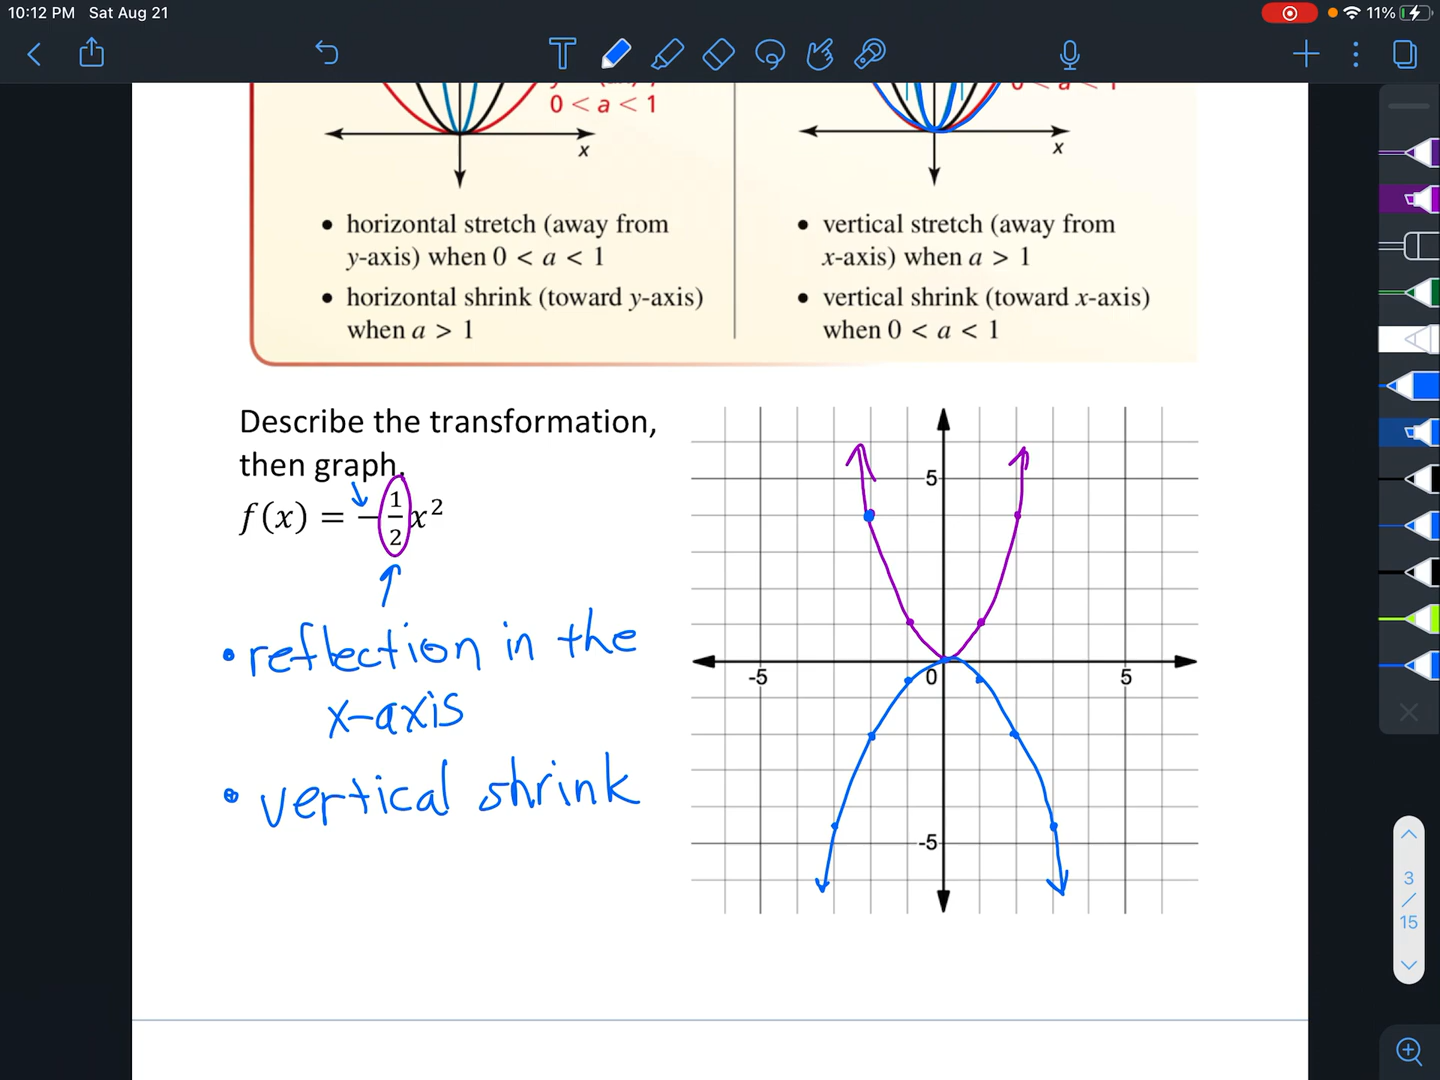 10:12 PM Sat Aug 21
11%
T
0 < a < 1
x
x
• horizontal stretch (away from
y-axis) when 0 < a < 1
• horizontal shrink (toward y-axis)
when a > 1
• vertical stretch (away from
x-axis) when a > 1
• vertical shrink (toward x-axis)
when 0 < a < 1
Describe the transformation,
then graph.
f(x) = −1/2x²
• reflection in the
x-axis
• vertical shrink
5
-5
0
5
-5
3
/
15